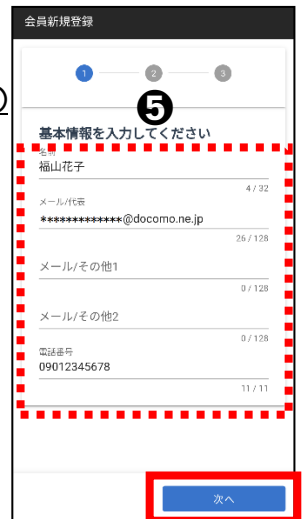 会員新規登録
1 2 3
❺
基本情報を入力してください
名前
福山花子
4 / 32
メール/代表
*************@docomo.ne.jp
26 / 128
メール/その他1
0 / 128
メール/その他2
0 / 128
電話番号
09012345678
11 / 11
次へ